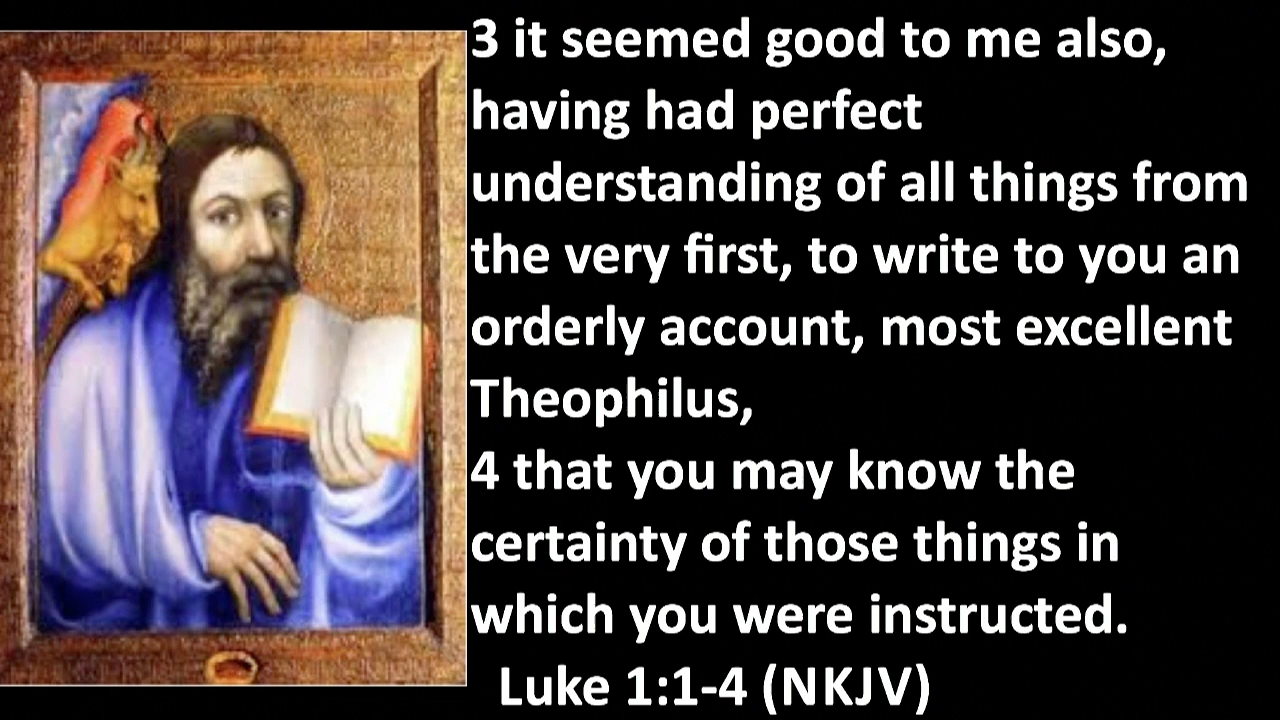 3 it seemed good to me also,
having had perfect
understanding of all things from
the very first, to write to you an
orderly account, most excellent
Theophilus,
4 that you may know the
certainty of those things in
which you were instructed.
Luke 1:1-4 (NKJV)